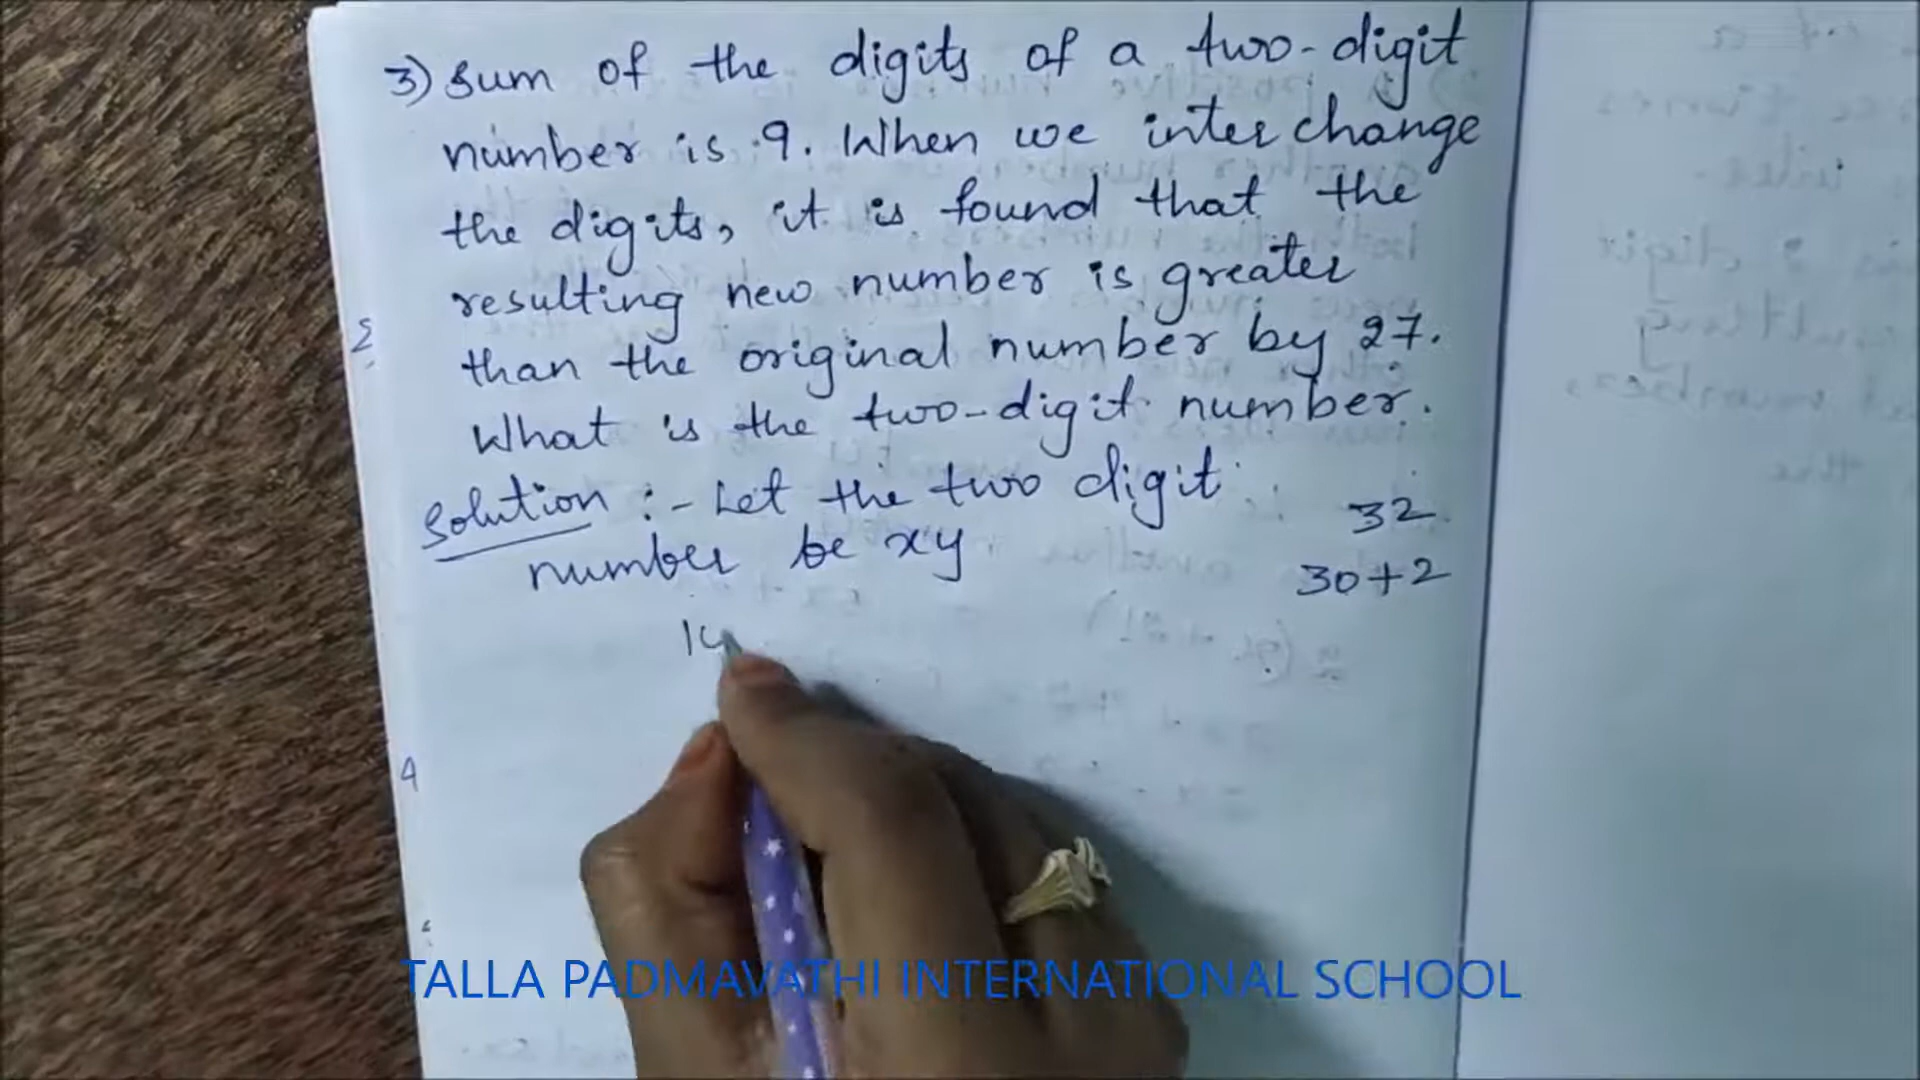 3) Sum of the digits of a two-digit
number is 9. When we interchange
the digits, it is found that the
resulting new number is greater
than the original number by 27.
What is the two-digit number.
Solution :- Let the two digit
number be xy
32
30+2
TALLA PADMAVATHI INTERNATIONAL SCHOOL